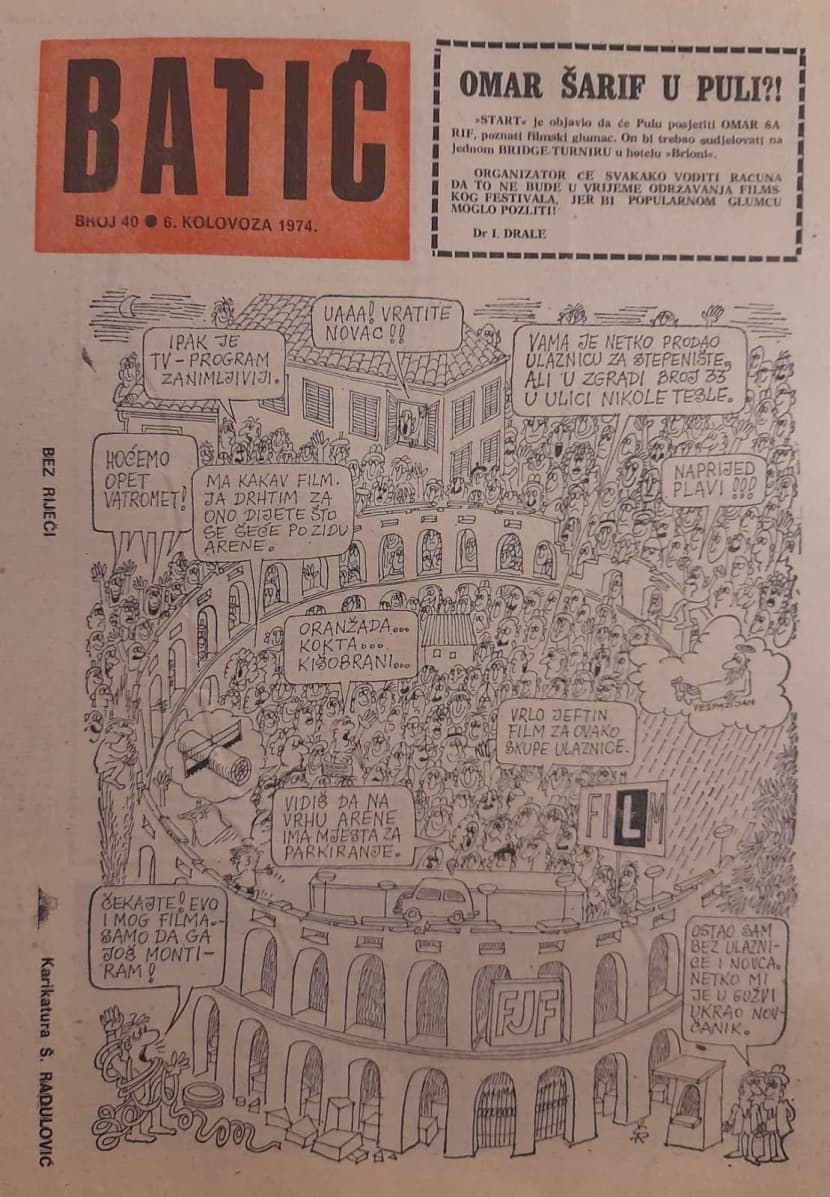 BATIĆ
BROJ 40 ● 6. KOLOVOZA 1974.
OMAR ŠARIF U PULI?!
»START« je objavio da će Pulu posjetiti OMAR ŠA
RIF, poznati filmski glumac. On bi trebao sudjelovati na
jednom BRIDGE-TURNIRU u hotelu »Brioni«.
ORGANIZATOR CE SVAKAKO VODITI RACUNA
DA TO NE BUDE U VRIJEME ODRZAVANJA FILMS
KOG FESTIVALA, JER BI POPULARNOM GLUMCU
MOGLO POZLITI!
Dr I. DRALE
UAAA! VRATITE
NOVAC!!
IPAK JE
TV-PROGRAM
ZANIMLJIVIJI.
VAMA JE NETKO PRODAO
ULAZNICU ZA STEPENIŠTE,
ALI U ZGRADI BROJ 33
U ULICI NIKOLE TESLE.
HOĆEMO
OPET
VATROMET!
MA KAKAV FILM.
JA DRHTIM ZA
ONO DIJETE ŠTO
SE ŠEĆE PO ZIDU
ARENE.
NAPRIJED
PLAVI!!!
ORANŽADA...
KOKTA...
KIŠOBRANI...
VESPAZIJAN
VRLO JEFTIN
FILM ZA OVAKO
SKUPE ULAZNICE.
FILM
VIDIŠ DA NA
VRHU ARENE
IMA MJESTA ZA
PARKIRANJE.
ČEKAJTE! EVO
I MOG FILMA.
SAMO DA GA
JOŠ MONTI-
RAM!
FJF
OSTAO SAM
BEZ ULAZNI-
CE I NOVCA.
NETKO MI
JE U GUŽVI
UKRAO NOV-
ČANIK.
ŠR
BEZ RIJEČI
Karikatura Š. RADULOVIĆ